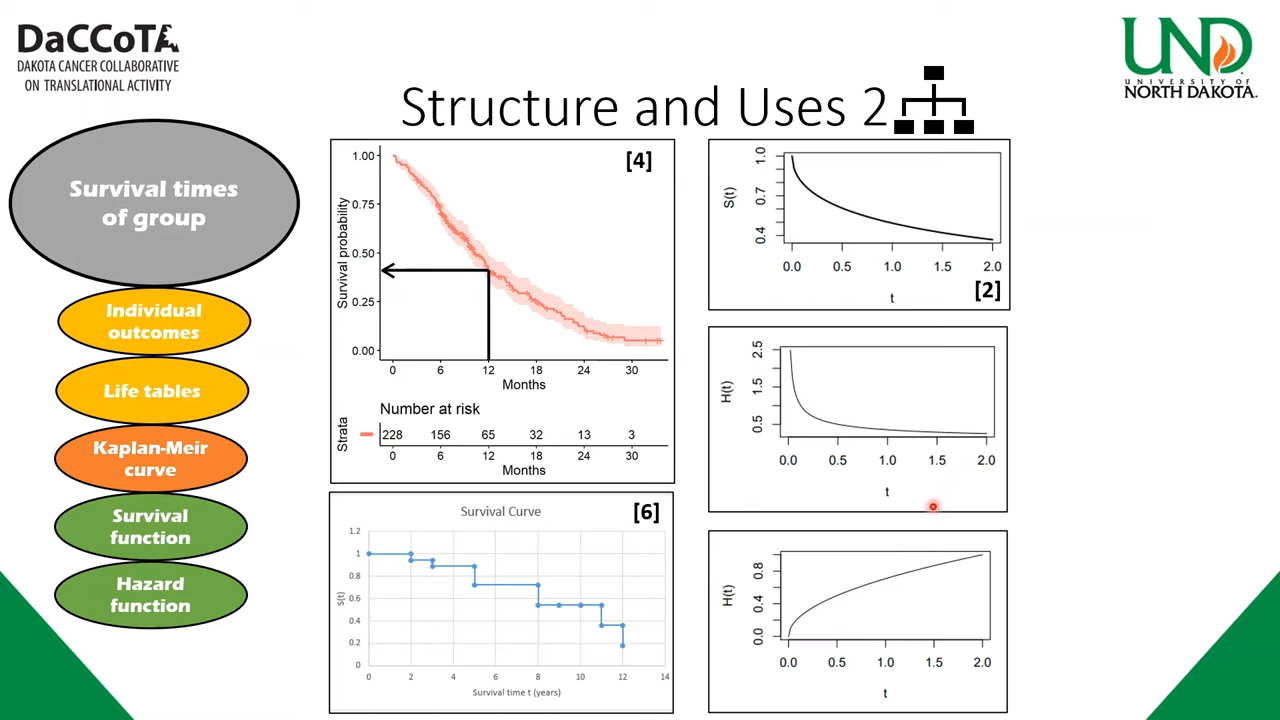 DaCCoTA
DAKOTA CANCER COLLABORATIVE
ON TRANSLATIONAL ACTIVITY
UND
UNIVERSITY OF
NORTH DAKOTA.
Structure and Uses 2
Survival times
of group
Individual
outcomes
Life tables
Kaplan-Meir
curve
Survival
function
Hazard
function
[4]
Survival probability
1.00
0.75
0.50
0.25
0.00
0 6 12 18 24 30
Months
Number at risk
Strata
228 156 65 32 13 3
0 6 12 18 24 30
Months
Survival Curve
[6]
S(t)
1.2
1
0.8
0.6
0.4
0.2
0
0 2 4 6 8 10 12 14
Survival time t (years)
S(t)
1.0
0.7
0.4
0.0 0.5 1.0 1.5 2.0
t
[2]
H(t)
2.5
1.5
0.5
0.0 0.5 1.0 1.5 2.0
t
H(t)
0.8
0.4
0.0
0.0 0.5 1.0 1.5 2.0
t